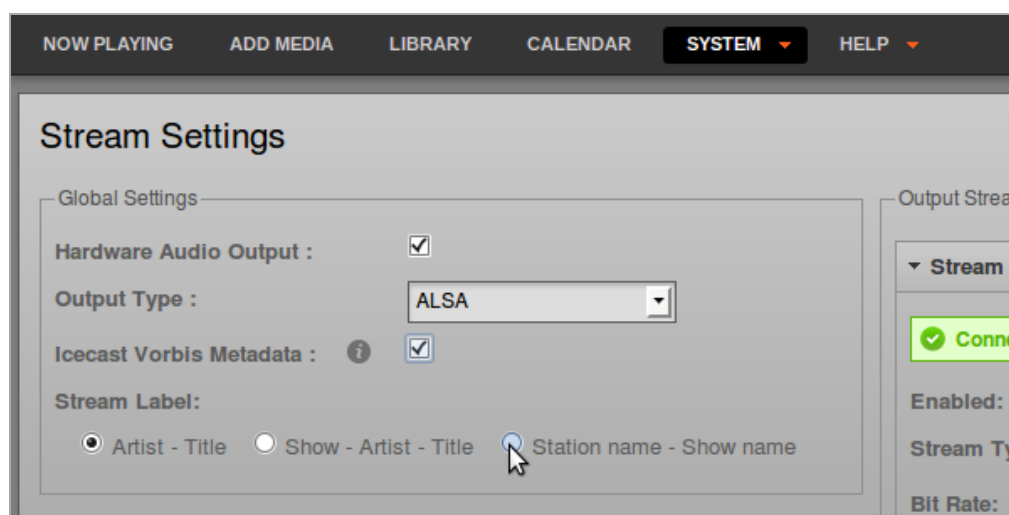 NOW PLAYING ADD MEDIA LIBRARY CALENDAR SYSTEM HELP
Stream Settings
Global Settings
Hardware Audio Output :
Output Type : ALSA
Icecast Vorbis Metadata : i
Stream Label:
Artist - Title Show - Artist - Title Station name - Show name
Output Strea
Stream
Conne
Enabled:
Stream Ty
Bit Rate: